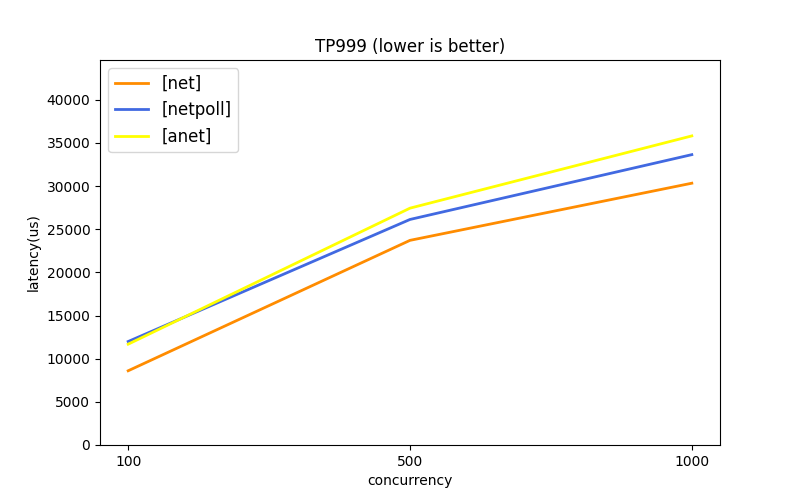 TP999 (lower is better)
[net]
[netpoll]
[anet]
40000
35000
30000
25000
20000
15000
10000
5000
0
latency(us)
100
500
1000
concurrency